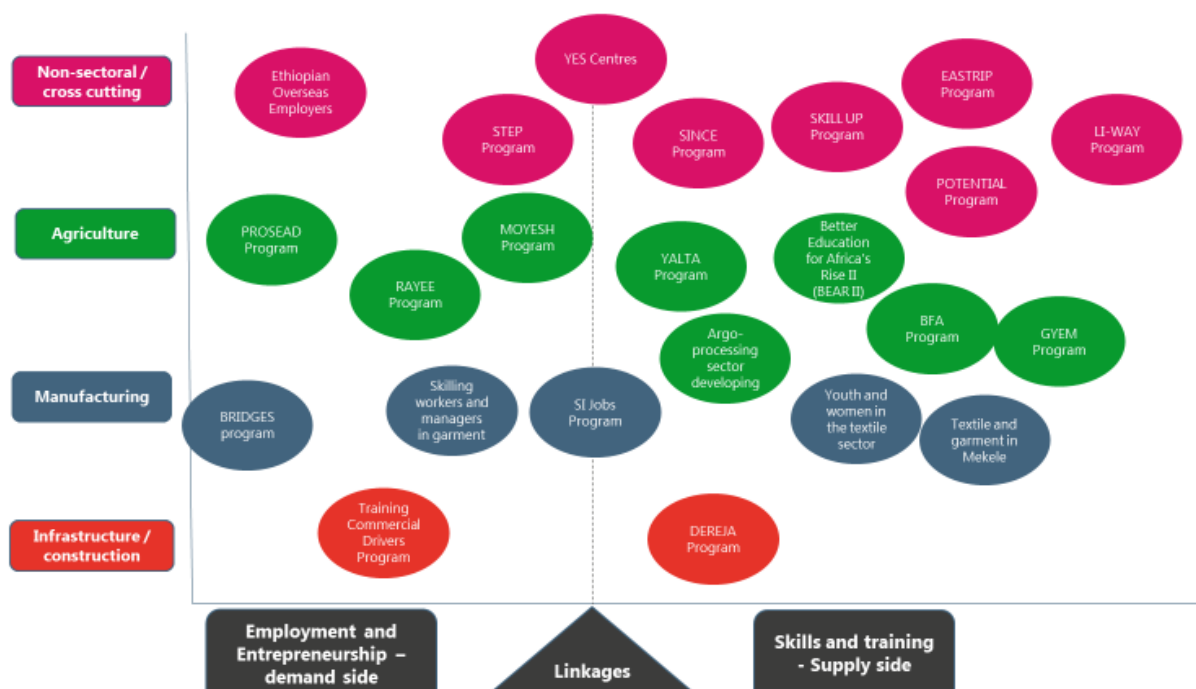 Non-sectoral /
cross cutting
Ethiopian
Overseas
Employers
YES Centres
STEP
Program
SINCE
Program
SKILL UP
Program
EASTRIP
Program
LI-WAY
Program
POTENTIAL
Program
Agriculture
PROSEAD
Program
RAYEE
Program
MOYESH
Program
YALTA
Program
Better
Education
for Africa's
Rise II
(BEAR II)
Argo-
processing
sector
developing
BFA
Program
GYEM
Program
Manufacturing
BRIDGES
program
Skilling
workers and
managers
in garment
SI Jobs
Program
Youth and
women in
the textile
sector
Textile and
garment in
Mekele
Infrastructure /
construction
Training
Commercial
Drivers
Program
DEREJA
Program
Employment and
Entrepreneurship –
demand side
Linkages
Skills and training
- Supply side